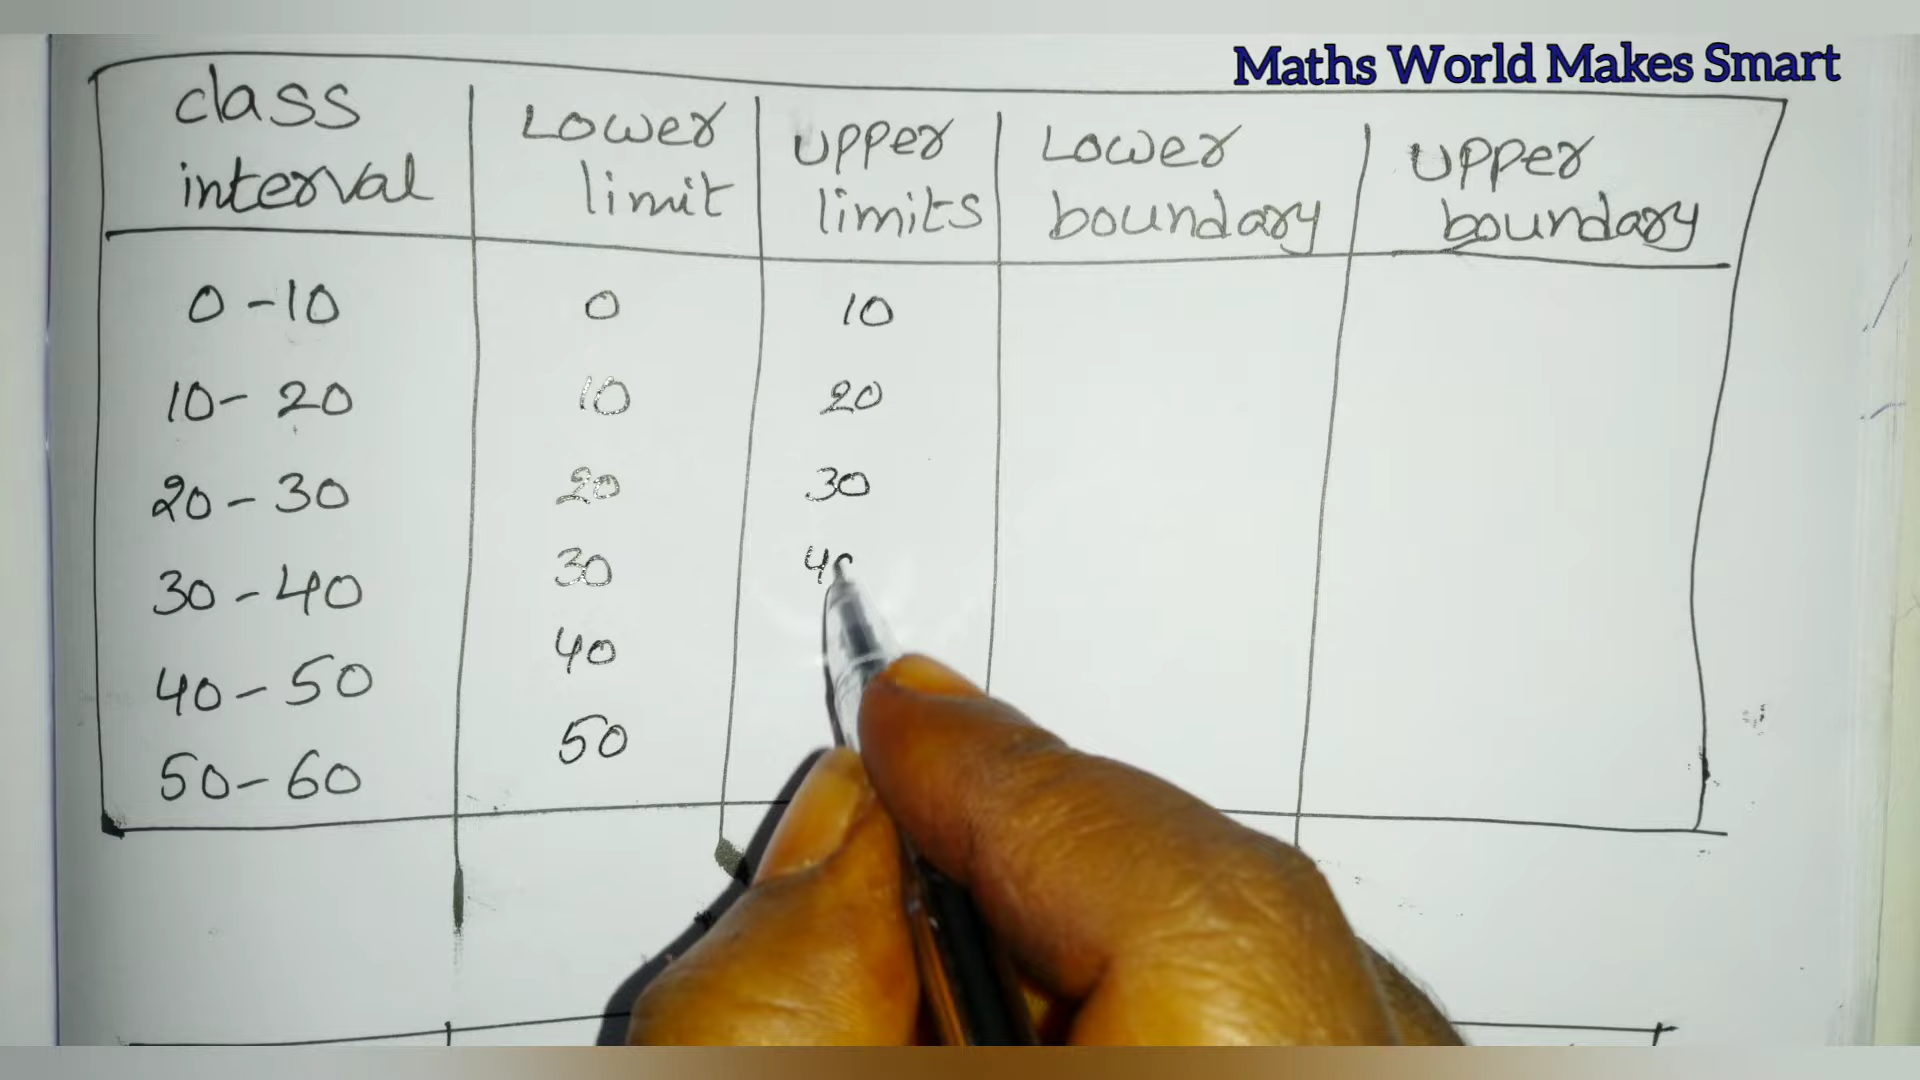 Maths World Makes Smart
class interval
Lower limit
Upper limits
Lower boundary
Upper boundary
0-10 0 10
10-20 10 20
20-30 20 30
30-40 30 40
40-50 40
50-60 50